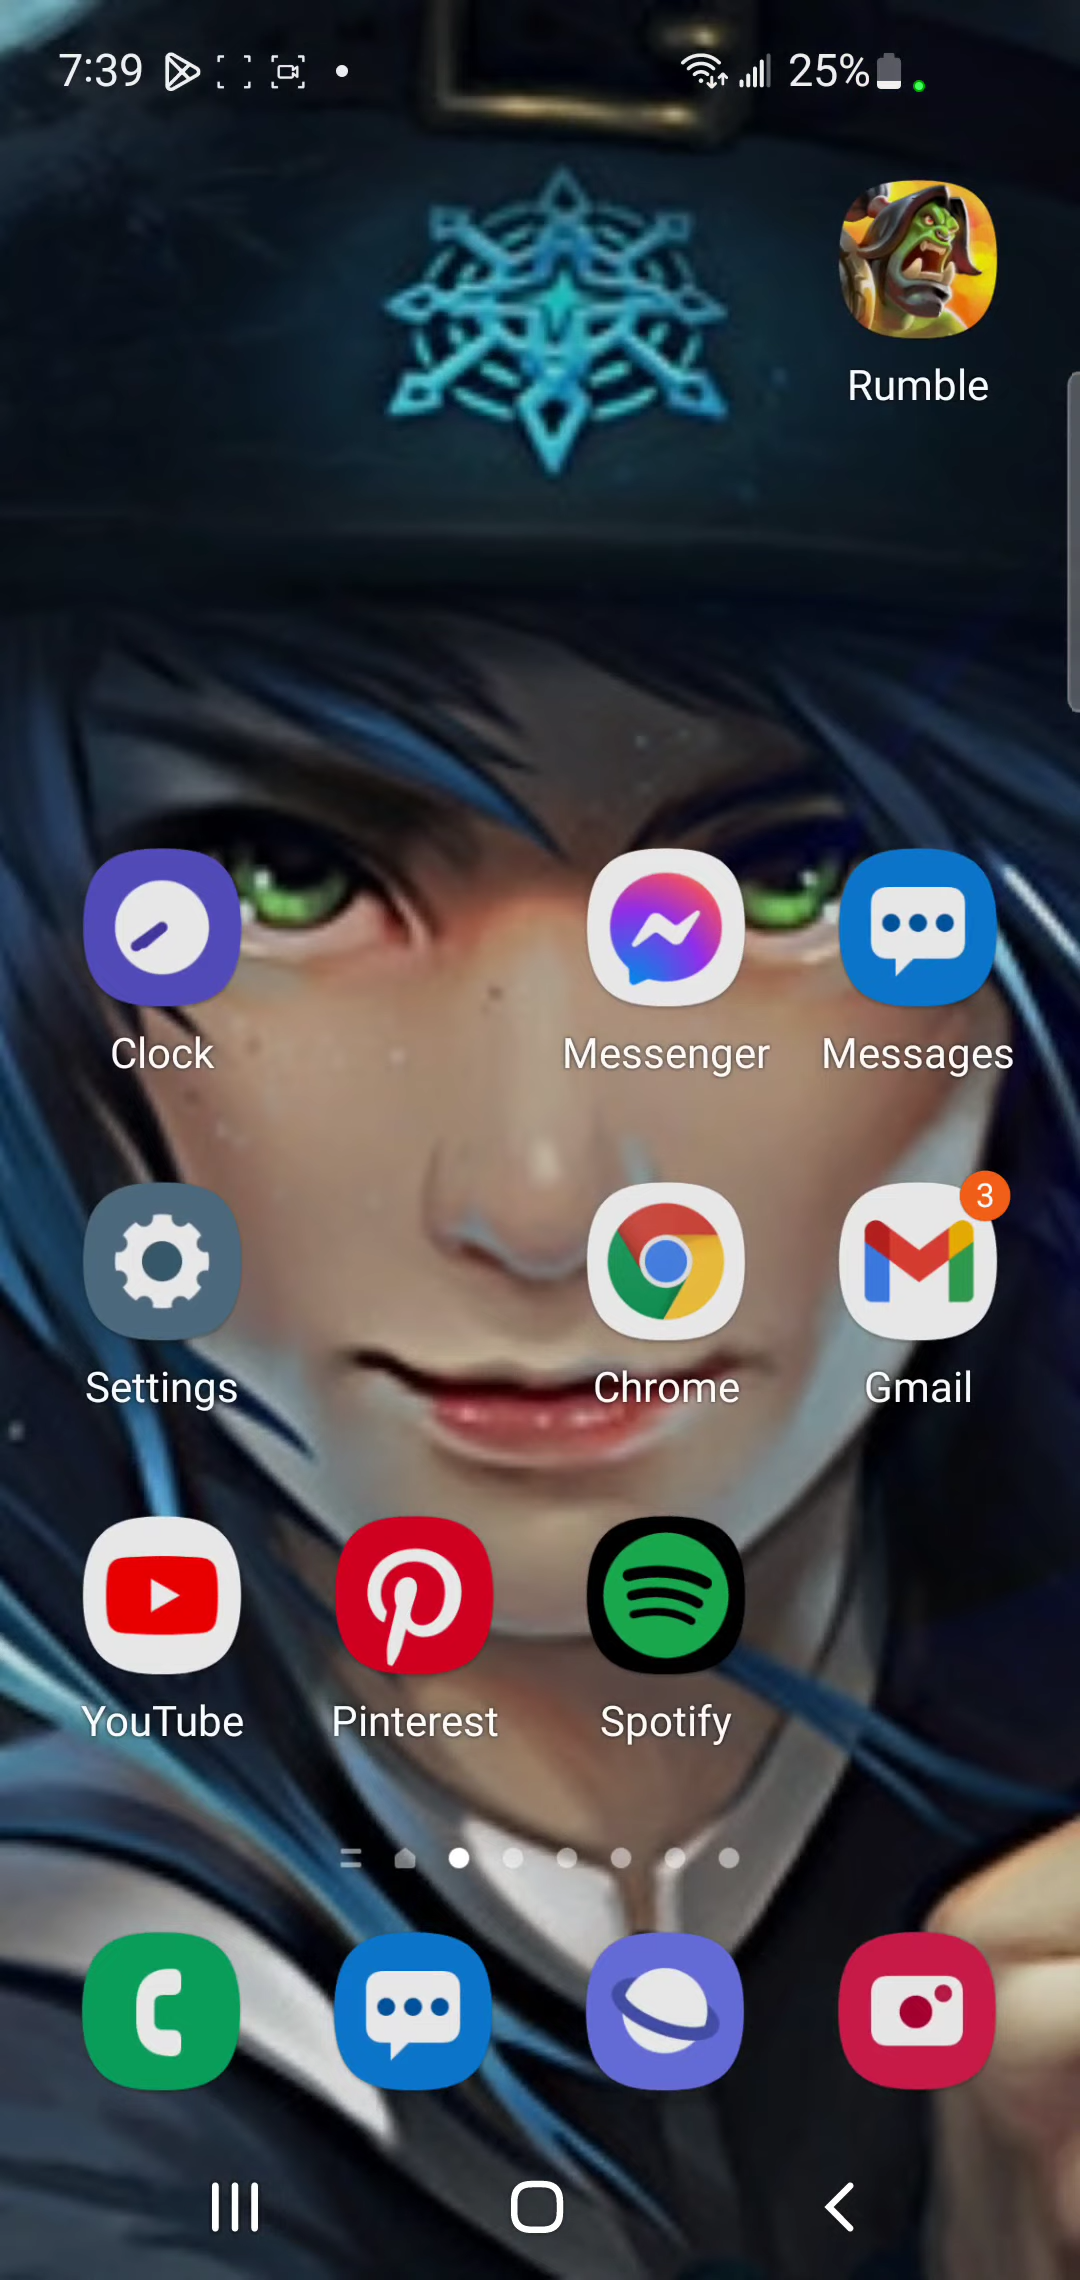 7:39 25%
Rumble
Clock Messenger Messages
3
Settings Chrome Gmail
YouTube Pinterest Spotify